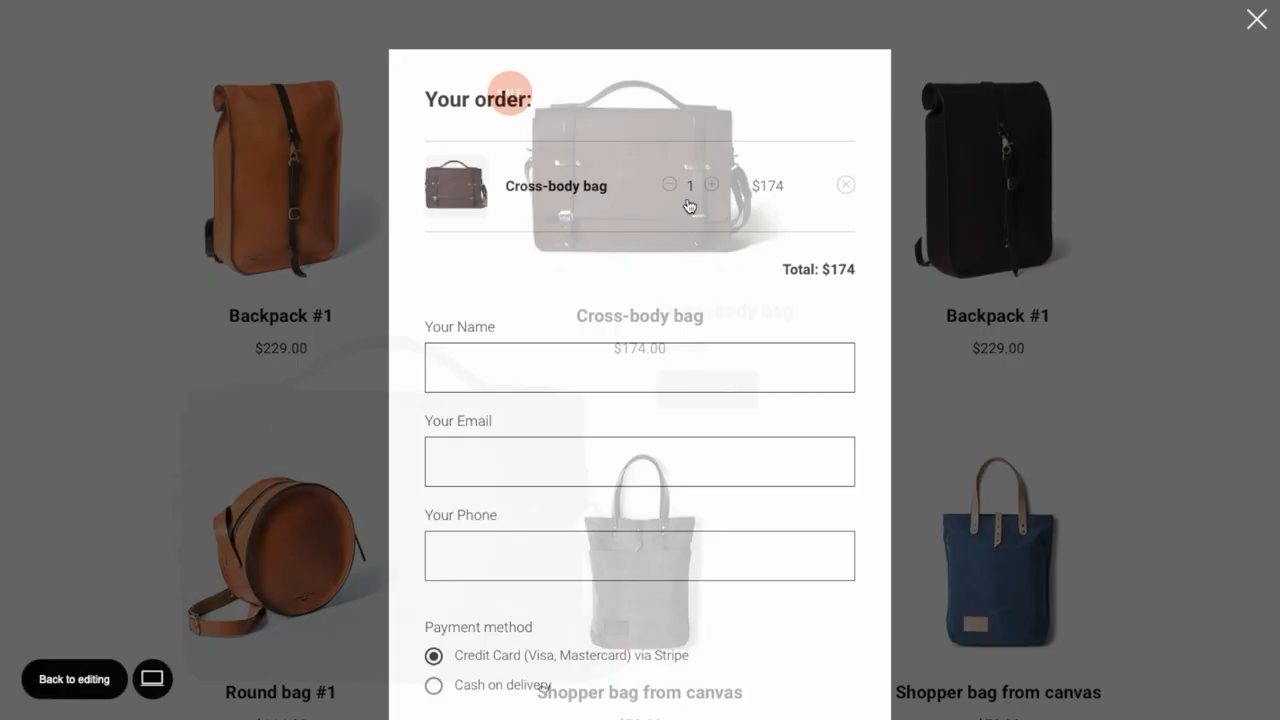 Your order:
Cross-body bag
1
$174
Total: $174
Backpack #1
Cross-body bag
Backpack #1
$229.00
$174.00
$229.00
Your Name
Your Email
Your Phone
Payment method
Credit Card (Visa, Mastercard) via Stripe
Cash on delivery
Back to editing
Round bag #1
Shopper bag from canvas
Shopper bag from canvas